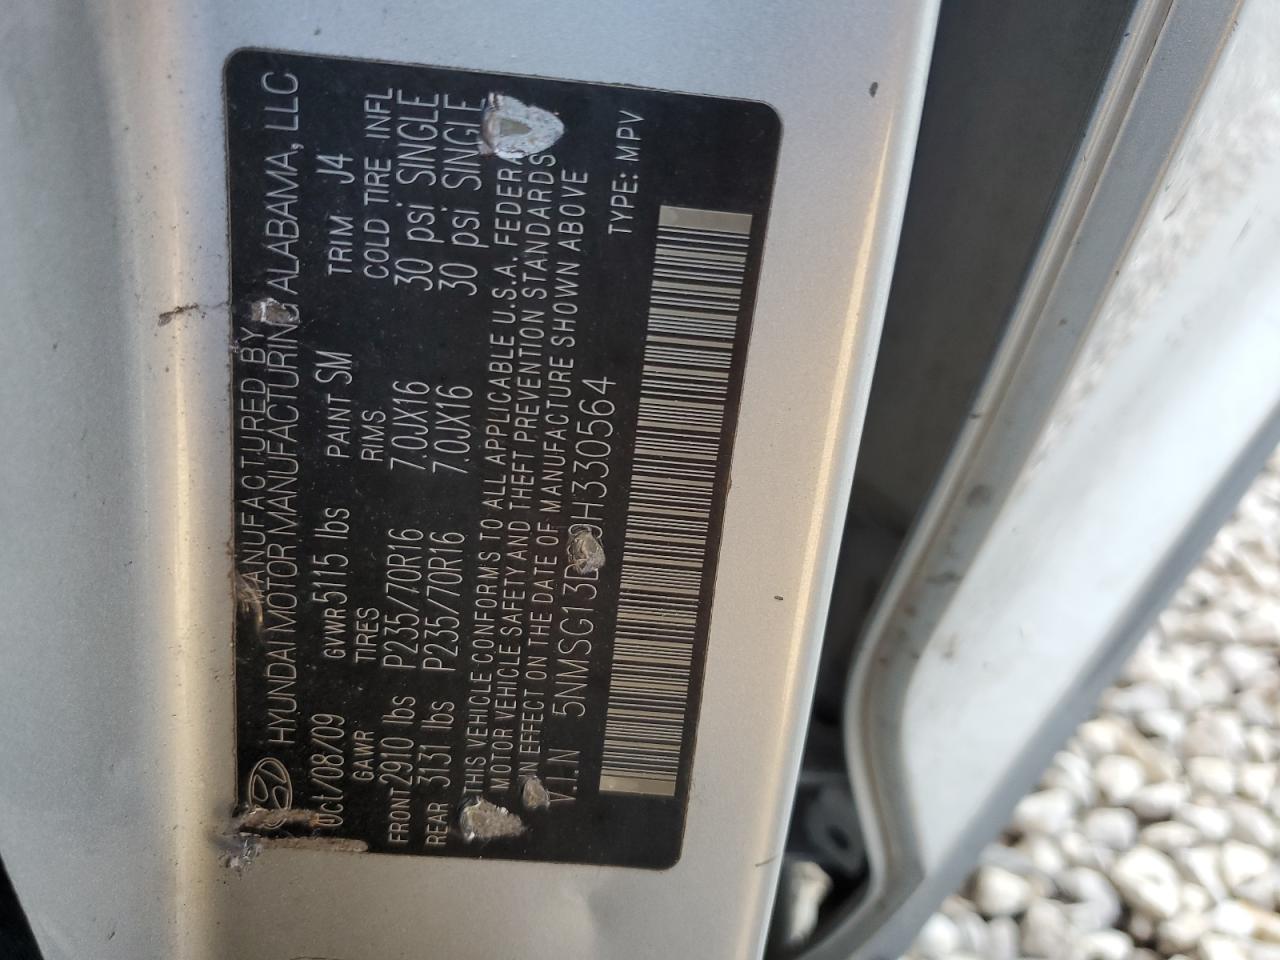 MANUFACTURED BY
HYUNDAI MOTOR MANUFACTURING ALABAMA, LLC
Oct/08/09 GVWR 5115 lbs PAINT SM TRIM J4
GAWR TIRES RIMS. COLD TIRE INFL
FRONT 2910 lbs P235/70R16 7.0JX16 30 psi SINGLE
REAR 3131 lbs P235/70R16 7.0JX16 30 psi SINGLE
THIS VEHICLE CONFORMS TO ALL APPLICABLE U.S.A.
MOTOR VEHICLE SAFETY AND THEFT PREVENTION STANDARDS
IN EFFECT ON THE DATE OF MANUFACTURE SHOWN ABOVE
V.I.N TYPE: MPV